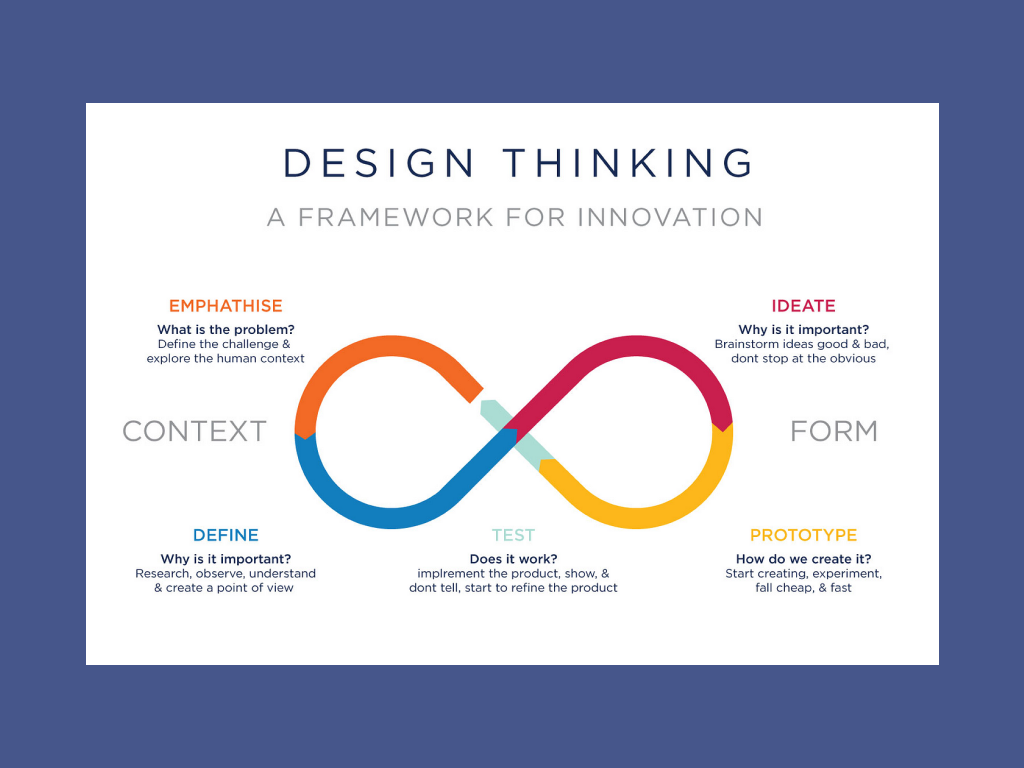 DESIGN THINKING
A FRAMEWORK FOR INNOVATION
EMPHATHISE
What is the problem?
Define the challenge &
explore the human context
IDEATE
Why is it important?
Brainstorm ideas good & bad,
dont stop at the obvious
CONTEXT
FORM
DEFINE
Why is it important?
Research, observe, understand
& create a point of view
TEST
Does it work?
implrement the product, show, &
dont tell, start to refine the product
PROTOTYPE
How do we create it?
Start creating, experiment,
fall cheap, & fast